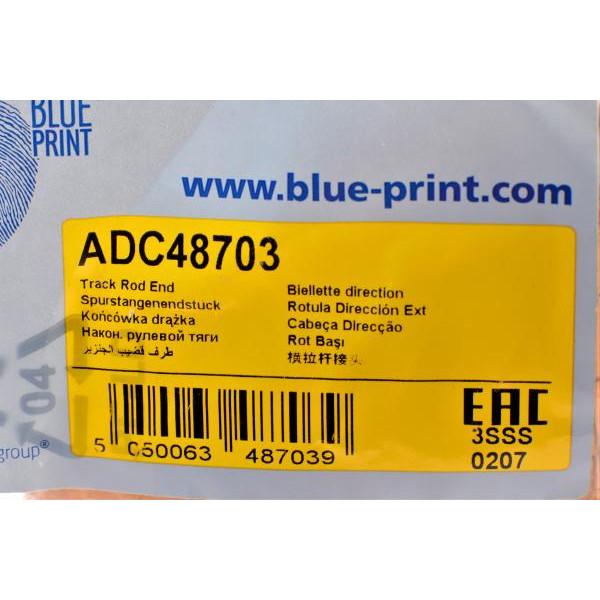 BLUE
PRINT
www.blue-print.com
ADC48703
Track Rod End
Spurstangenendstuck
Końcówka drążka
Након. рулевой тяги
طرف قضيب الجنزير
Biellette direction
Rotula Dirección Ext
Cabeça Direcção
Rot Başı
横拉杆接头
EAC
3SSS
0207
5 050063 487039
04
group®